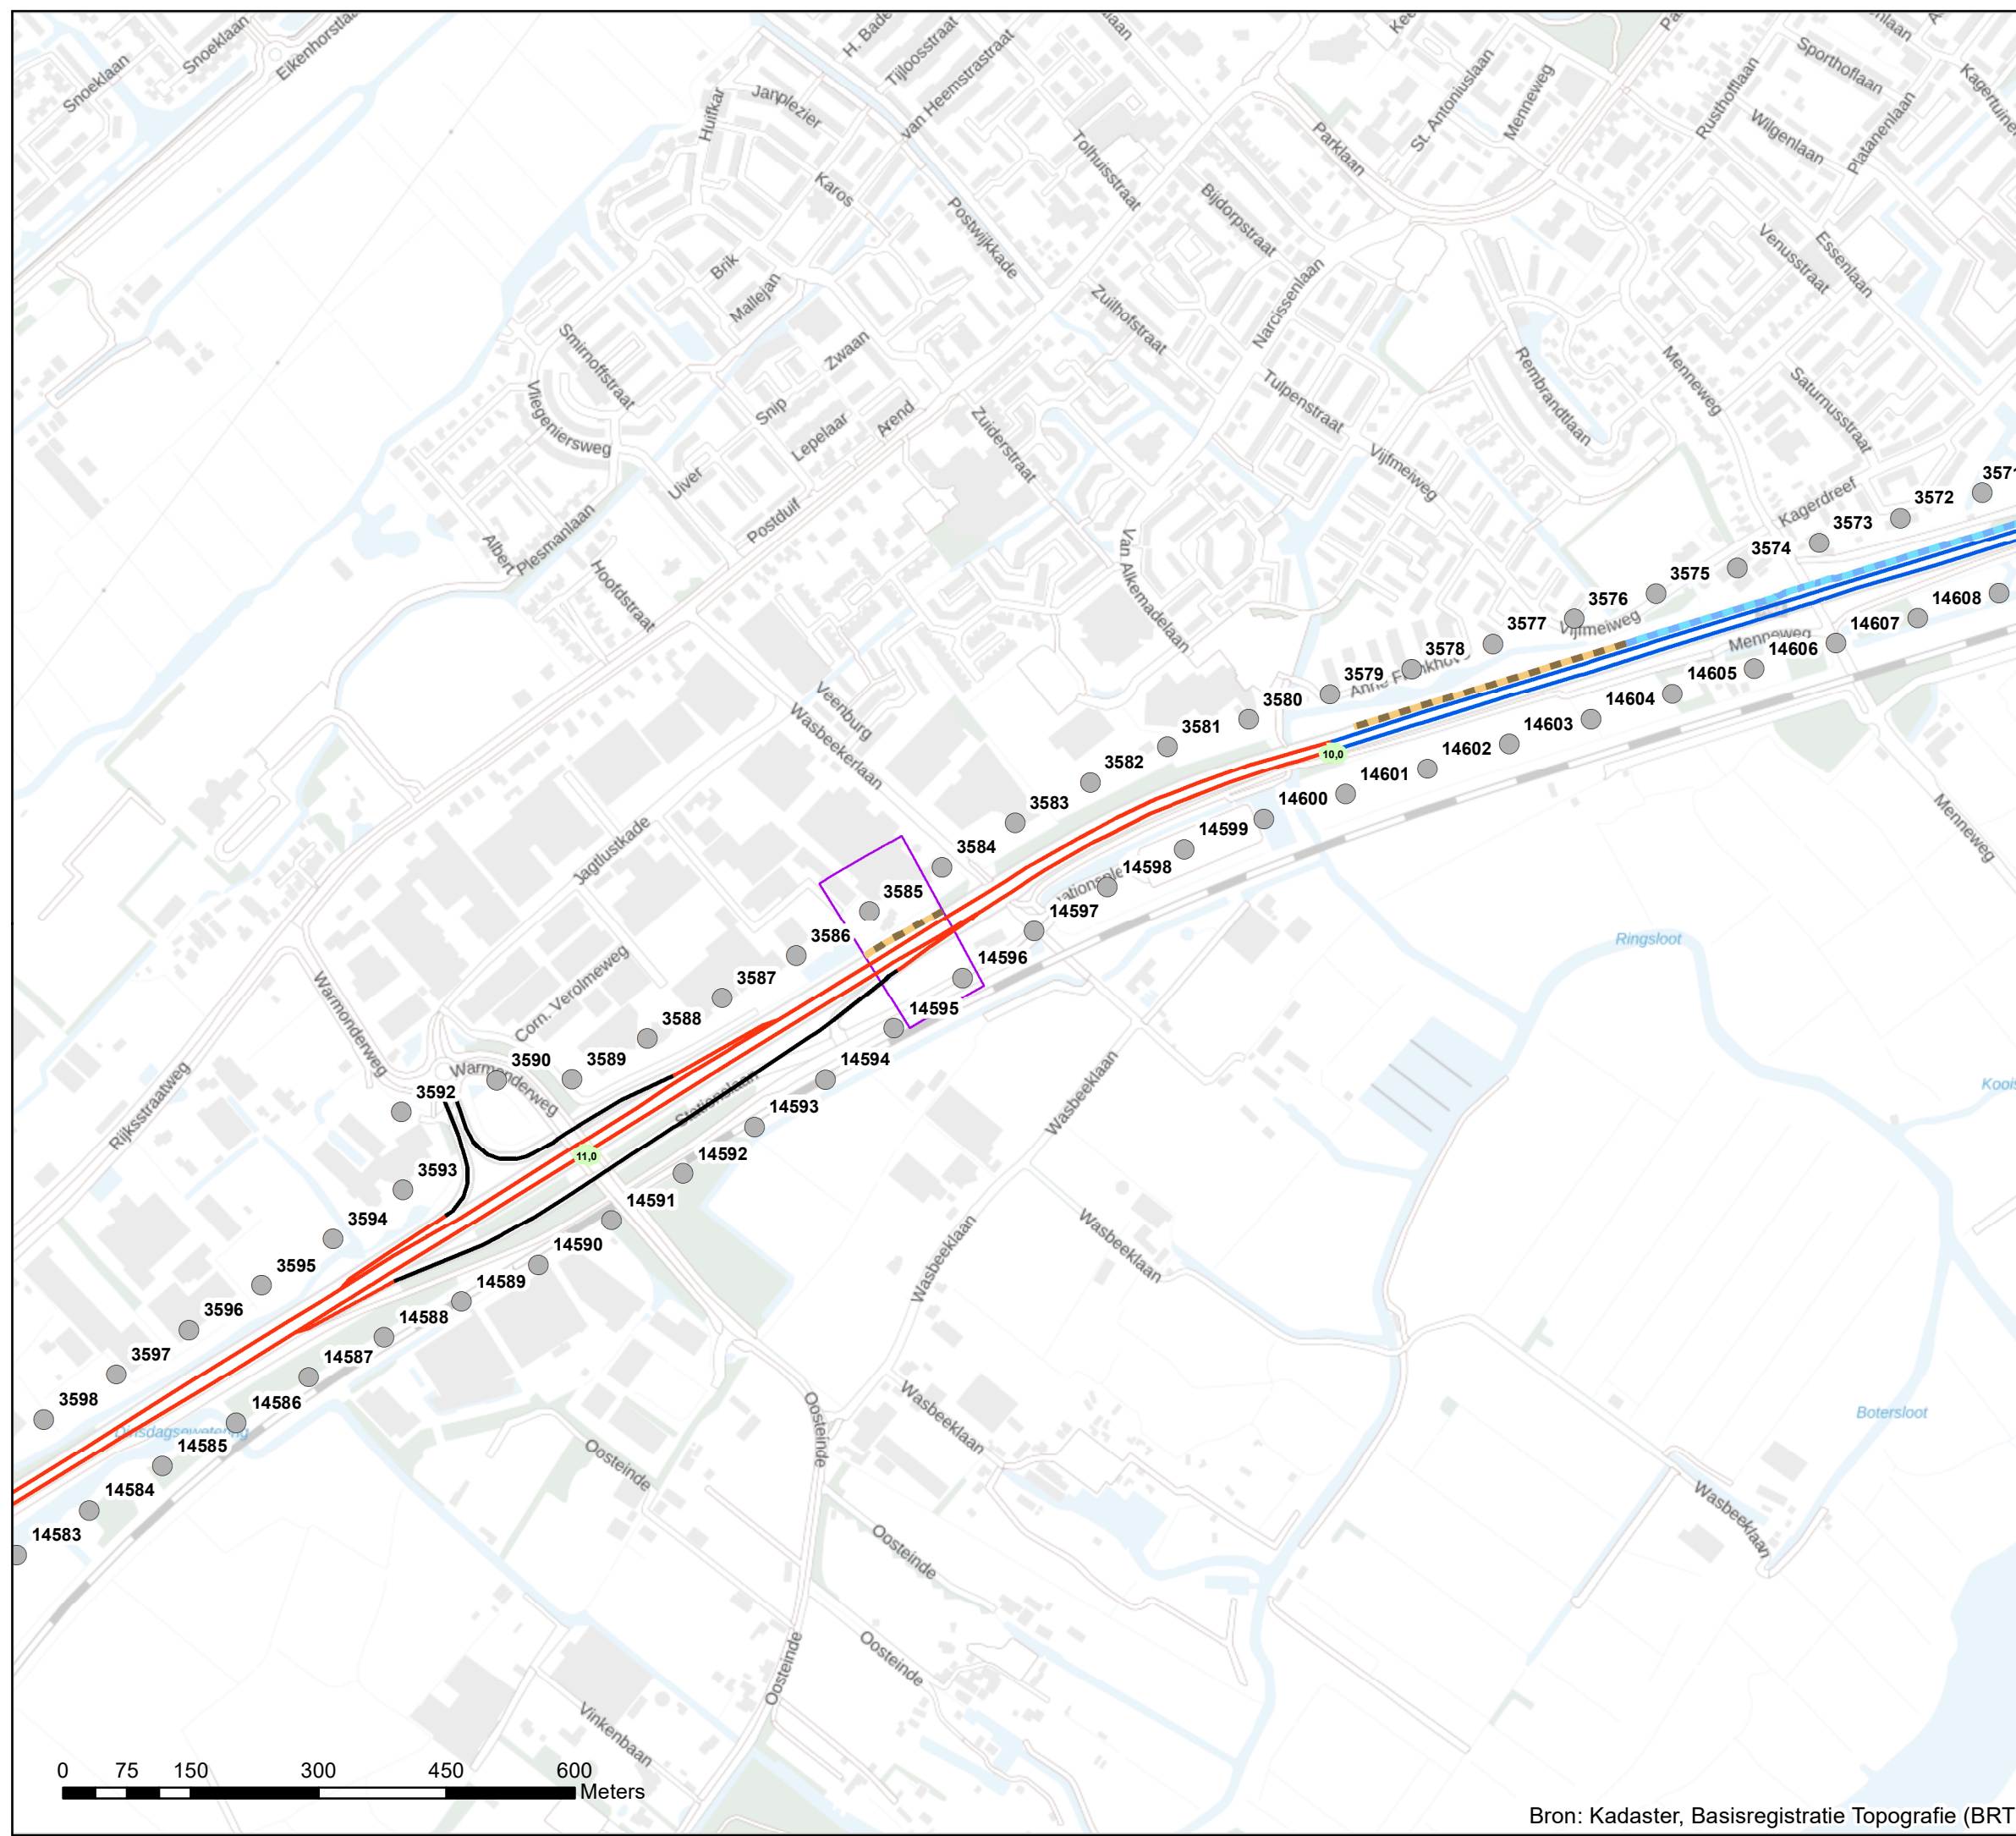 Snoeklaan
Snoeklaan
Tijloosstraat
van Heemstrastraat
Huifkar
Janplezier
Karos
Postwijkkade
Tolhuisstraat
Bijdorpstraat
Parklaan
St. Antoniuslaan
Menneweg
Rusthoflaan
Sporthoflaan
Wilgenlaan
Platanenlaan
Essenlaan
Venusstraat
Narcissenlaan
Zuilhofstraat
Brik
Mallejan
Smirnoffstraat
Vliegeniersweg
Zwaan
Snip
Lepelaar
Arend
Uiver
Postduif
Zuiderstraat
Tulpenstraat
Vijfmeiweg
Rembrandtlaan
Menneweg
Saturnusstraat
Kagerdreef
Albert
Plesmanlaan
Hoofdstraat
Van Alkemadelaan
3572
3573
3574
3575
3576
3577
3578
3579
3580
3581
3582
3583
3584
3585
3586
3587
3588
3589
3590
3592
3593
3594
3595
3596
3597
3598
Vijfmeiweg
Menneweg
14608
14607
14606
14605
14604
14603
14602
14601
14600
14599
14598
14597
14596
14595
14594
14593
14592
14591
14590
14589
14588
14587
14586
14585
14584
14583
10,0
11,0
Veenburg
Wasbeekerlaan
Jagtlustkade
Corn. Verolmeweg
Warmonderweg
Warmonderweg
Rijksstraatweg
Stationslaan
Menneweg
Ringsloot
Wasbeeklaan
Wasbeeklaan
Wasbeeklaan
Wasbeeklaan
Wasbeeklaan
Botersloot
Dinsdagsewetering
Oosteinde
Oosteinde
Oosteinde
Oosteinde
Oosteinde
Vinkenbaan
0 75 150 300 450 600
Meters
Bron: Kadaster, Basisregistratie Topografie (BRT